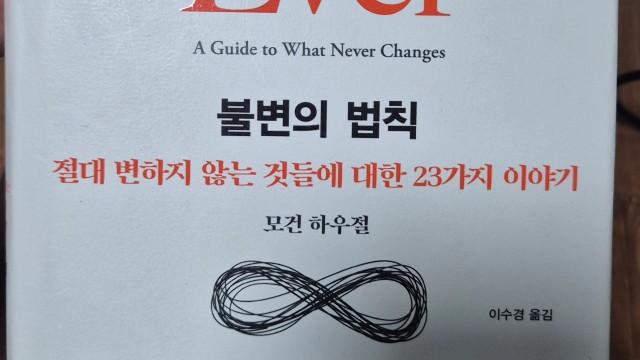 Ever
A Guide to What Never Changes
불변의 법칙
절대 변하지 않는 것들에 대한 23가지 이야기
모건 하우절
이수경 옮김